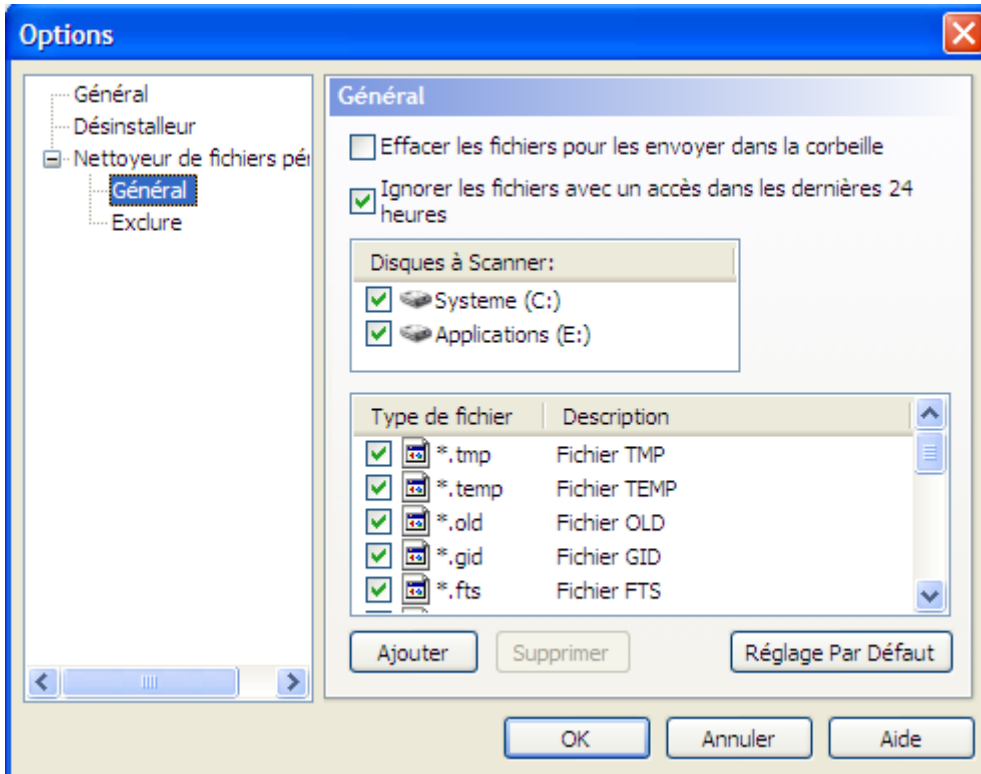 Options
Général
Désinstalleur
Nettoyeur de fichiers
Général
Exclure
Général
Effacer les fichiers pour les envoyer dans la corbeille
Ignorer les fichiers avec un accès dans les dernières 24
heures
Disques à Scanner:
Systeme (C:)
Applications (E:)
Type de fichier Description
*.tmp Fichier TMP
*.temp Fichier TEMP
*.old Fichier OLD
*.gid Fichier GID
*.fts Fichier FTS
Ajouter Supprimer Réglage Par Défaut
OK Annuler Aide